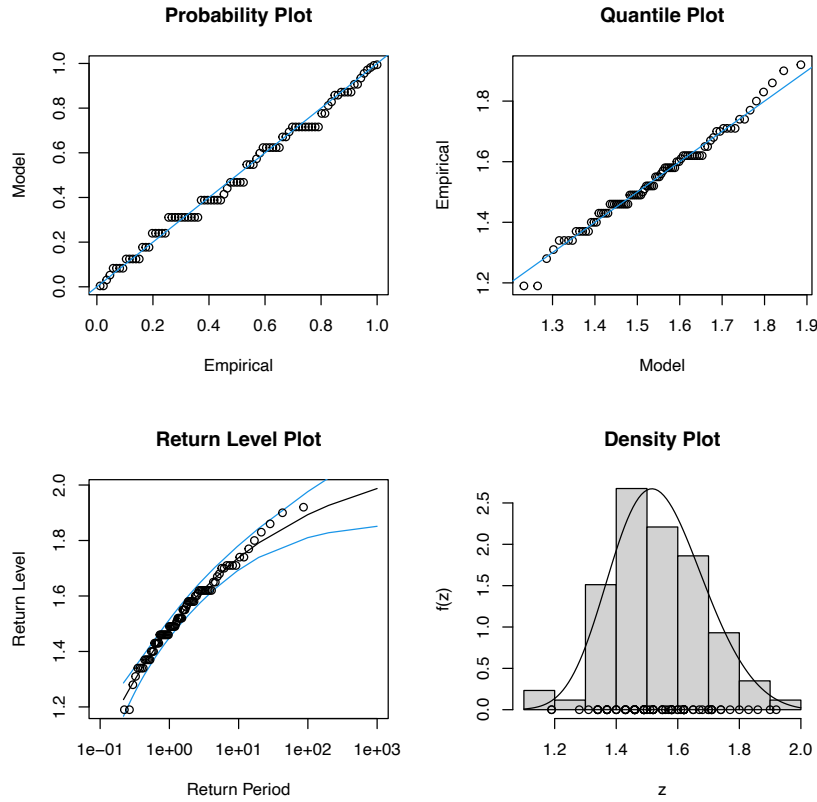 Probability Plot
Model
1.0
0.8
0.6
0.4
0.2
0.0
0.0 0.2 0.4 0.6 0.8 1.0
Empirical
Quantile Plot
Empirical
1.8
1.6
1.4
1.2
1.3 1.4 1.5 1.6 1.7 1.8 1.9
Model
Return Level Plot
Return Level
2.0
1.8
1.6
1.4
1.2
1e−01 1e+00 1e+01 1e+02 1e+03
Return Period
Density Plot
f(z)
2.5
2.0
1.5
1.0
0.5
0.0
1.2 1.4 1.6 1.8 2.0
z